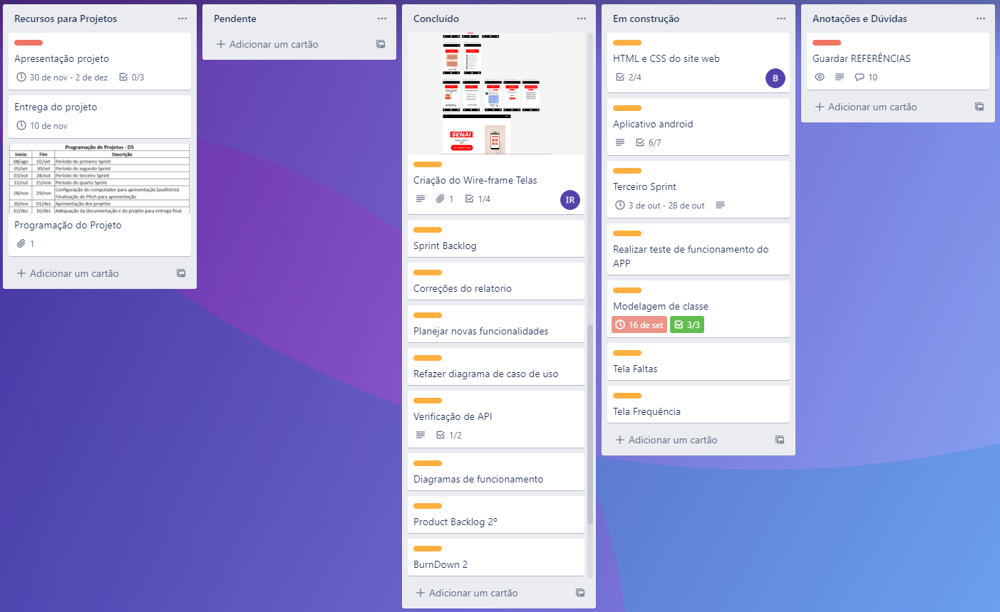 Recursos para Projetos
Apresentação projeto
30 de nov - 2 de dez 0/3
Entrega do projeto
10 de nov
Programação de Projetos - DS
Início Fim Descrição
08/ago 02/set Período do primeiro Sprint
05/set 30/set Período do segundo Sprint
03/out 28/out Período do terceiro Sprint
31/out 25/nov Período do quarto Sprint
28/nov 29/nov Configuração do computador para apresentação (auditório)
Finalização do Pitch para apresentação
30/nov 01/dez Apresentação dos projetos
02/dez 16/dez Adequação da documentação e do projeto para entrega final
Programação do Projeto
1
Adicionar um cartão
Pendente
Adicionar um cartão
Concluído
SENAI
Criação do Wire-frame Telas
1 1/4
IR
Sprint Backlog
Correções do relatorio
Planejar novas funcionalidades
Refazer diagrama de caso de uso
Verificação de API
1/2
Diagramas de funcionamento
Product Backlog 2º
BurnDown 2
Adicionar um cartão
Em construção
HTML e CSS do site web
2/4
B
Aplicativo android
6/7
Terceiro Sprint
3 de out - 28 de out
Realizar teste de funcionamento do
APP
Modelagem de classe
16 de set 3/3
Tela Faltas
Tela Frequência
Adicionar um cartão
Anotações e Dúvidas
Guardar REFERÊNCIAS
10
Adicionar um cartão